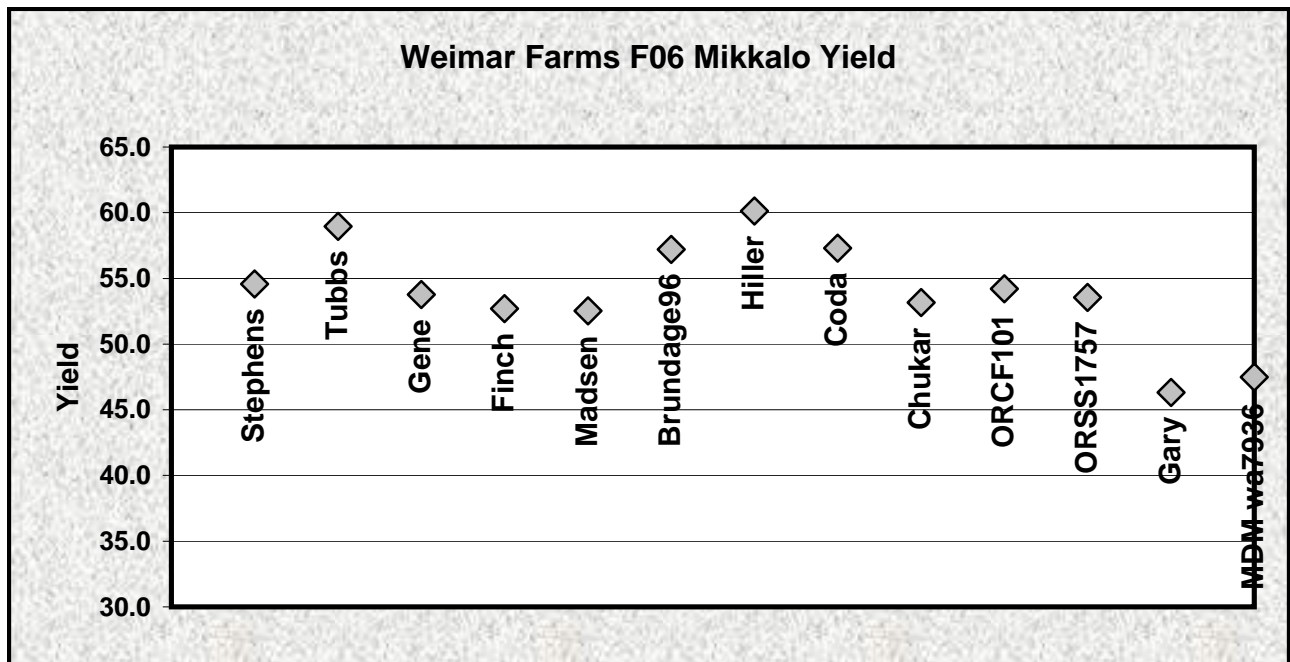 Weimar Farms F06 Mikkalo Yield
65.0
60.0
55.0
50.0
45.0
40.0
35.0
30.0
Yield
Stephens
Tubbs
Gene
Finch
Madsen
Brundage96
Hiller
Coda
Chukar
ORCF101
ORSS1757
Gary
MDM wa7936